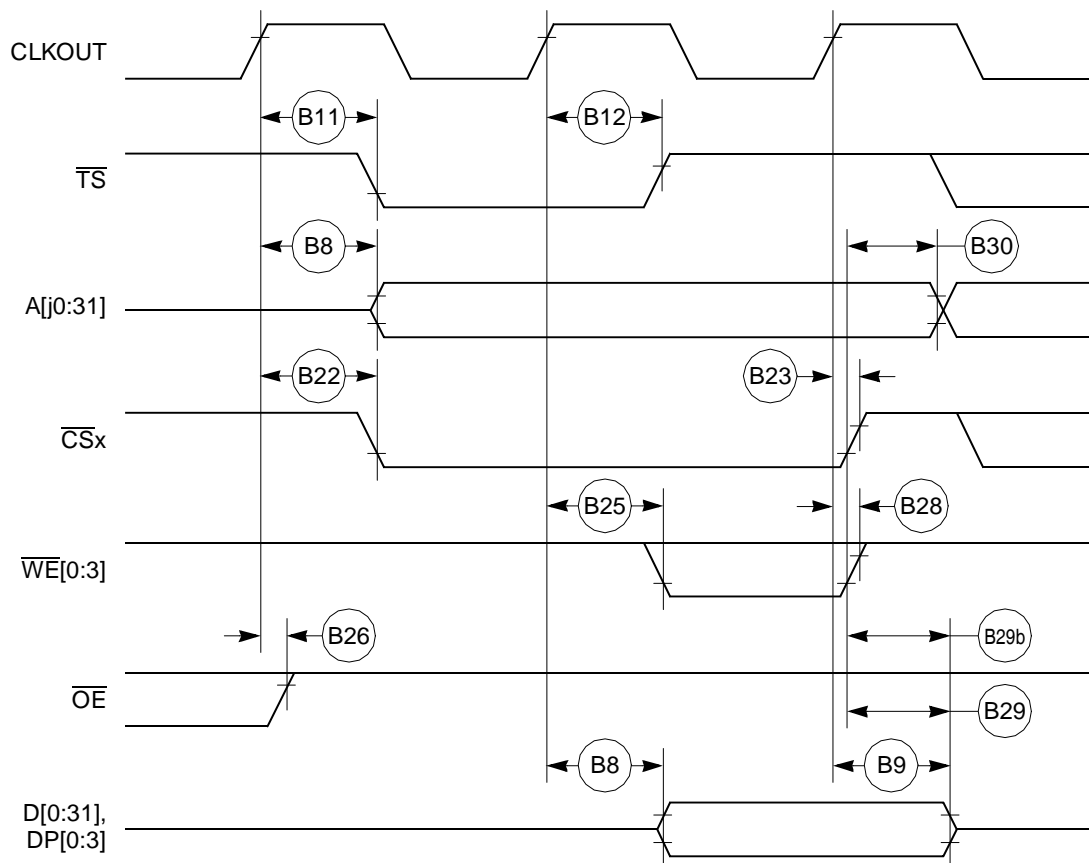 CLKOUT
B11
B12
TS
B8
B30
A[j0:31]
B22
B23
CSx
B25
B28
WE[0:3]
B26
B29b
OE
B29
B8
B9
D[0:31],
DP[0:3]